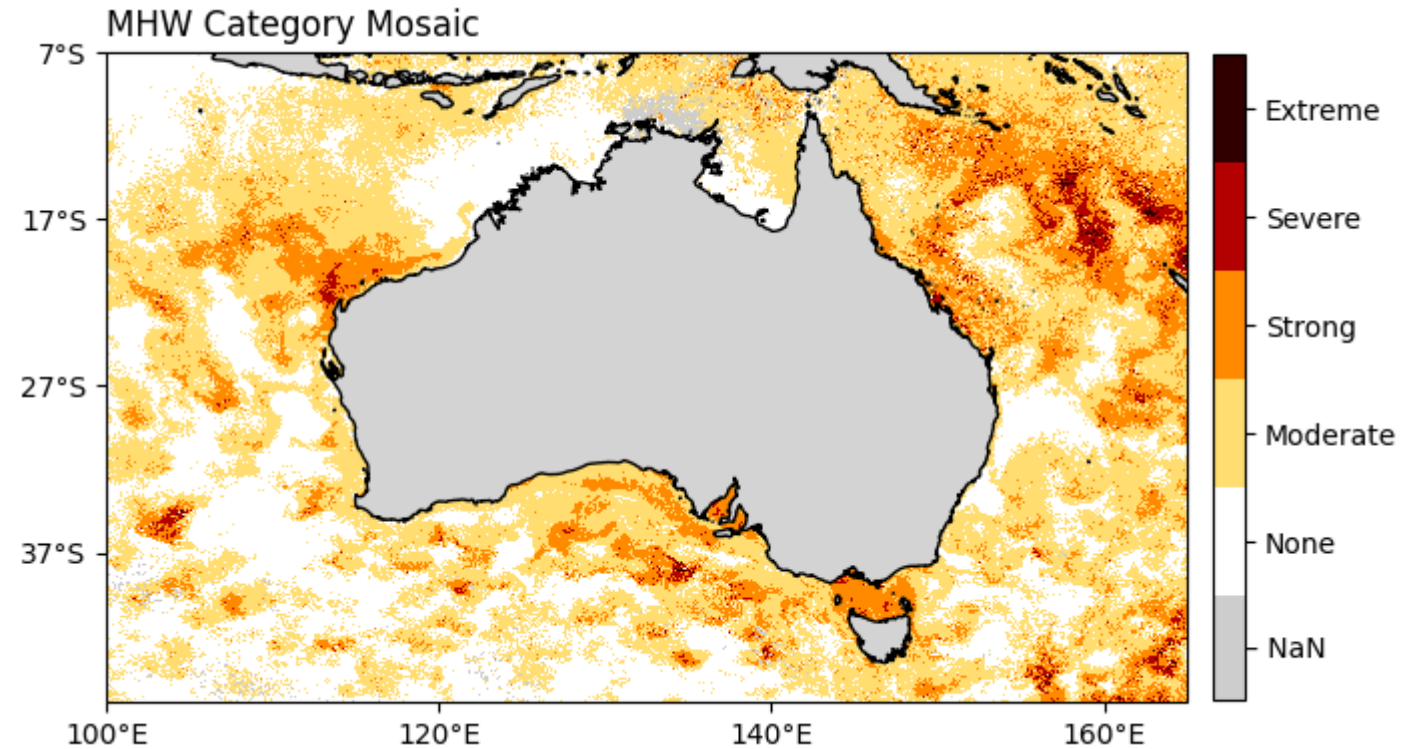 MHW Category Mosaic
7°S
17°S
27°S
37°S
100°E
120°E
140°E
160°E
Extreme
Severe
Strong
Moderate
None
NaN